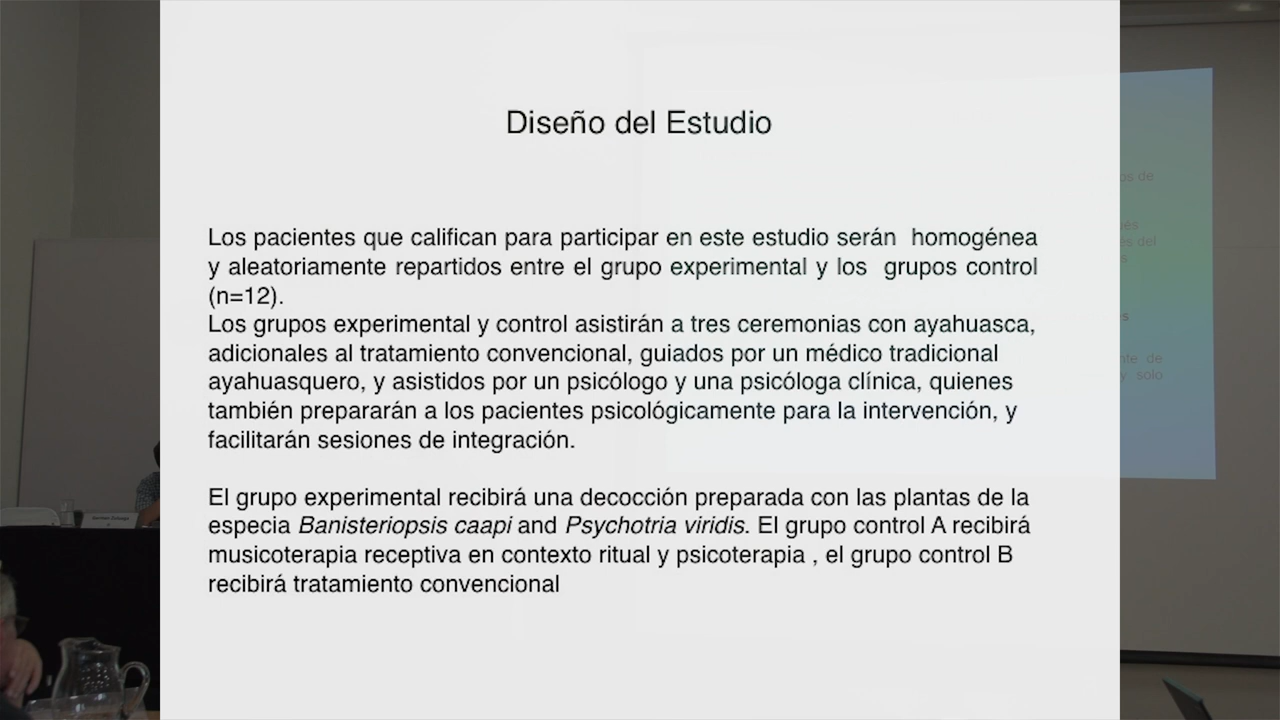 Diseño del Estudio
Los pacientes que califican para participar en este estudio serán homogénea
y aleatoriamente repartidos entre el grupo experimental y los grupos control
(n=12).
Los grupos experimental y control asistirán a tres ceremonias con ayahuasca,
adicionales al tratamiento convencional, guiados por un médico tradicional
ayahuasquero, y asistidos por un psicólogo y una psicóloga clínica, quienes
también prepararán a los pacientes psicológicamente para la intervención, y
facilitarán sesiones de integración.
El grupo experimental recibirá una decocción preparada con las plantas de la
especia Banisteriopsis caapi and Psychotria viridis. El grupo control A recibirá
musicoterapia receptiva en contexto ritual y psicoterapia , el grupo control B
recibirá tratamiento convencional
de
del
de
y solo